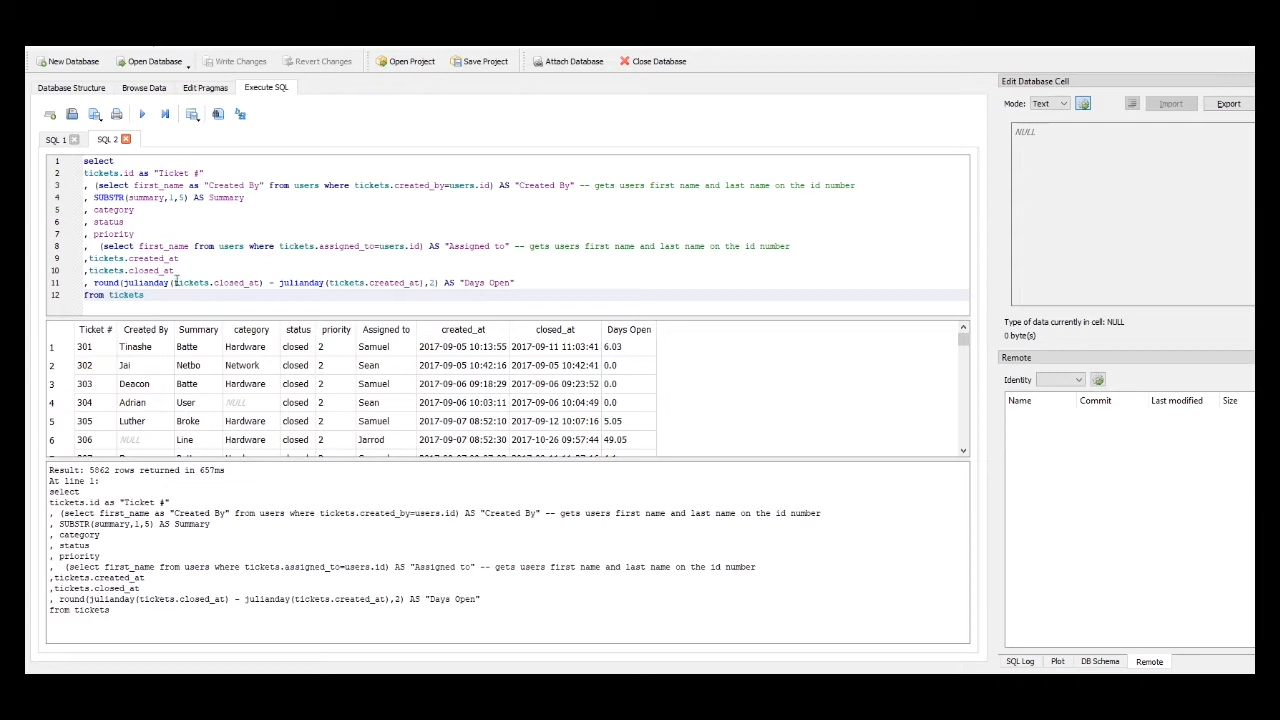 New Database Open Database Write Changes Revert Changes Open Project Save Project Attach Database Close Database
Database Structure Browse Data Edit Pragmas Execute SQL
SQL 1 SQL 2
1 select
2 tickets.id as "Ticket #"
3 , (select first_name as "Created By" from users where tickets.created_by=users.id) AS "Created By" -- gets users first name and last name on the id number
4 , SUBSTR(summary,1,5) AS Summary
5 , category
6 , status
7 , priority
8 , (select first_name from users where tickets.assigned_to=users.id) AS "Assigned to" -- gets users first name and last name on the id number
9 ,tickets.created_at
10 ,tickets.closed_at
11 , round(julianday(tickets.closed_at) - julianday(tickets.created_at),2) AS "Days Open"
12 from tickets
Ticket # Created By Summary category status priority Assigned to created_at closed_at Days Open
1 301 Tinashe Batte Hardware closed 2 Samuel 2017-09-05 10:13:55 2017-09-11 11:03:41 6.03
2 302 Jai Netbo Network closed 2 Sean 2017-09-05 10:42:16 2017-09-05 10:42:41 0.0
3 303 Deacon Batte Hardware closed 2 Samuel 2017-09-06 09:18:29 2017-09-06 09:23:52 0.0
4 304 Adrian User NULL closed 2 Sean 2017-09-06 10:03:11 2017-09-06 10:04:49 0.0
5 305 Luther Broke Hardware closed 2 Samuel 2017-09-07 08:52:10 2017-09-12 10:07:16 5.05
6 306 NULL Line Hardware closed 2 Jarrod 2017-09-07 08:52:30 2017-10-26 09:57:44 49.05
Result: 5862 rows returned in 657ms
At line 1:
select
tickets.id as "Ticket #"
, (select first_name as "Created By" from users where tickets.created_by=users.id) AS "Created By" -- gets users first name and last name on the id number
, SUBSTR(summary,1,5) AS Summary
, category
, status
, priority
, (select first_name from users where tickets.assigned_to=users.id) AS "Assigned to" -- gets users first name and last name on the id number
,tickets.created_at
,tickets.closed_at
, round(julianday(tickets.closed_at) - julianday(tickets.created_at),2) AS "Days Open"
from tickets
Edit Database Cell
Mode: Text Import Export
NULL
Type of data currently in cell: NULL
0 byte(s)
Remote
Identity
Name Commit Last modified Size
SQL Log Plot DB Schema Remote